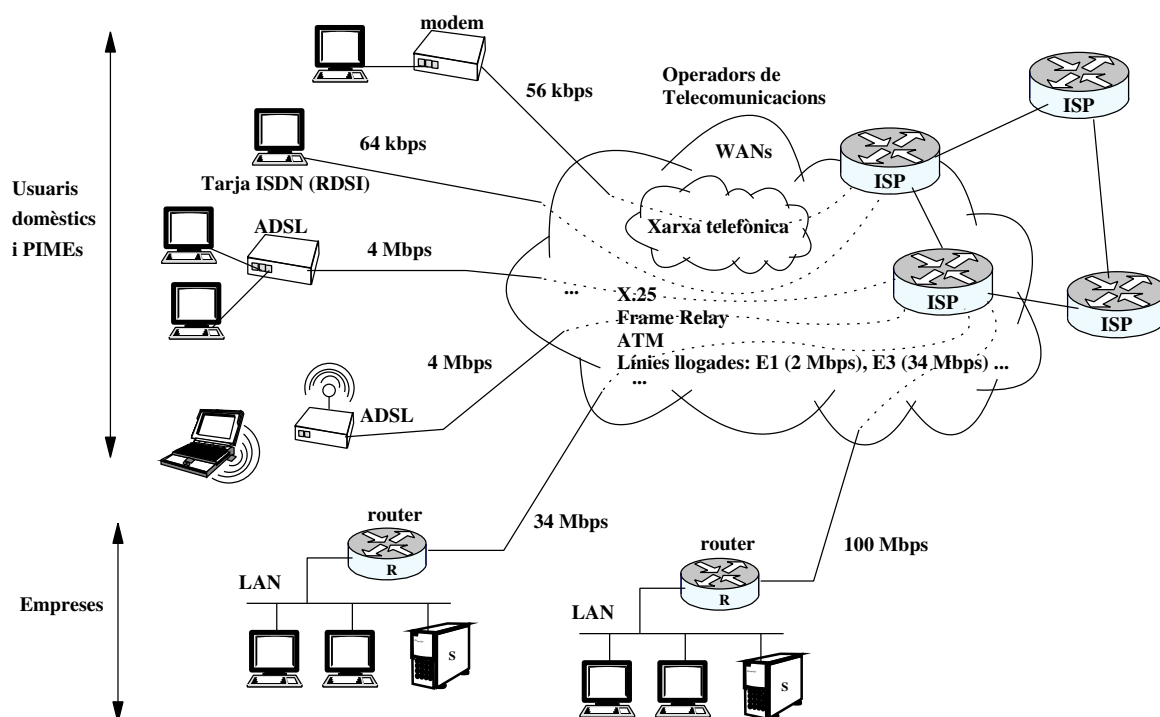 modem
56 kbps
Operadors de
Telecomunicacions
ISP
64 kbps
WANs
ISP
Tarja ISDN (RDSI)
Usuaris
domèstics
i PIMEs
Xarxa telefònica
ADSL
4 Mbps
...
X.25
ISP
ISP
Frame Relay
ATM
4 Mbps
Línies llogades: E1 (2 Mbps), E3 (34 Mbps) ...
...
ADSL
router
34 Mbps
router
100 Mbps
R
LAN
R
Empreses
LAN
S
S